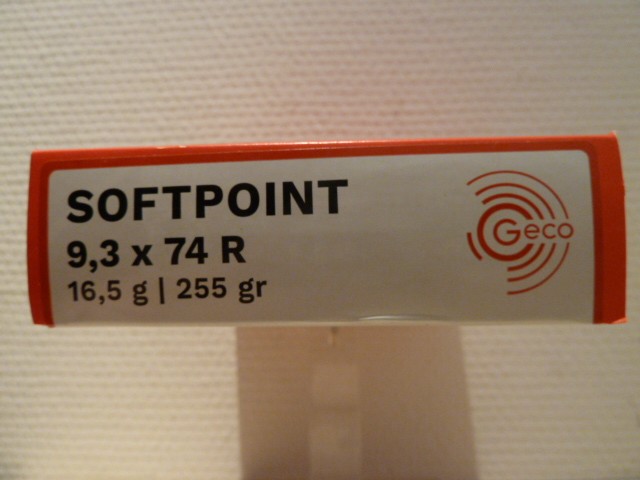 SOFTPOINT
9,3 x 74 R
16,5 g | 255 gr
Geco